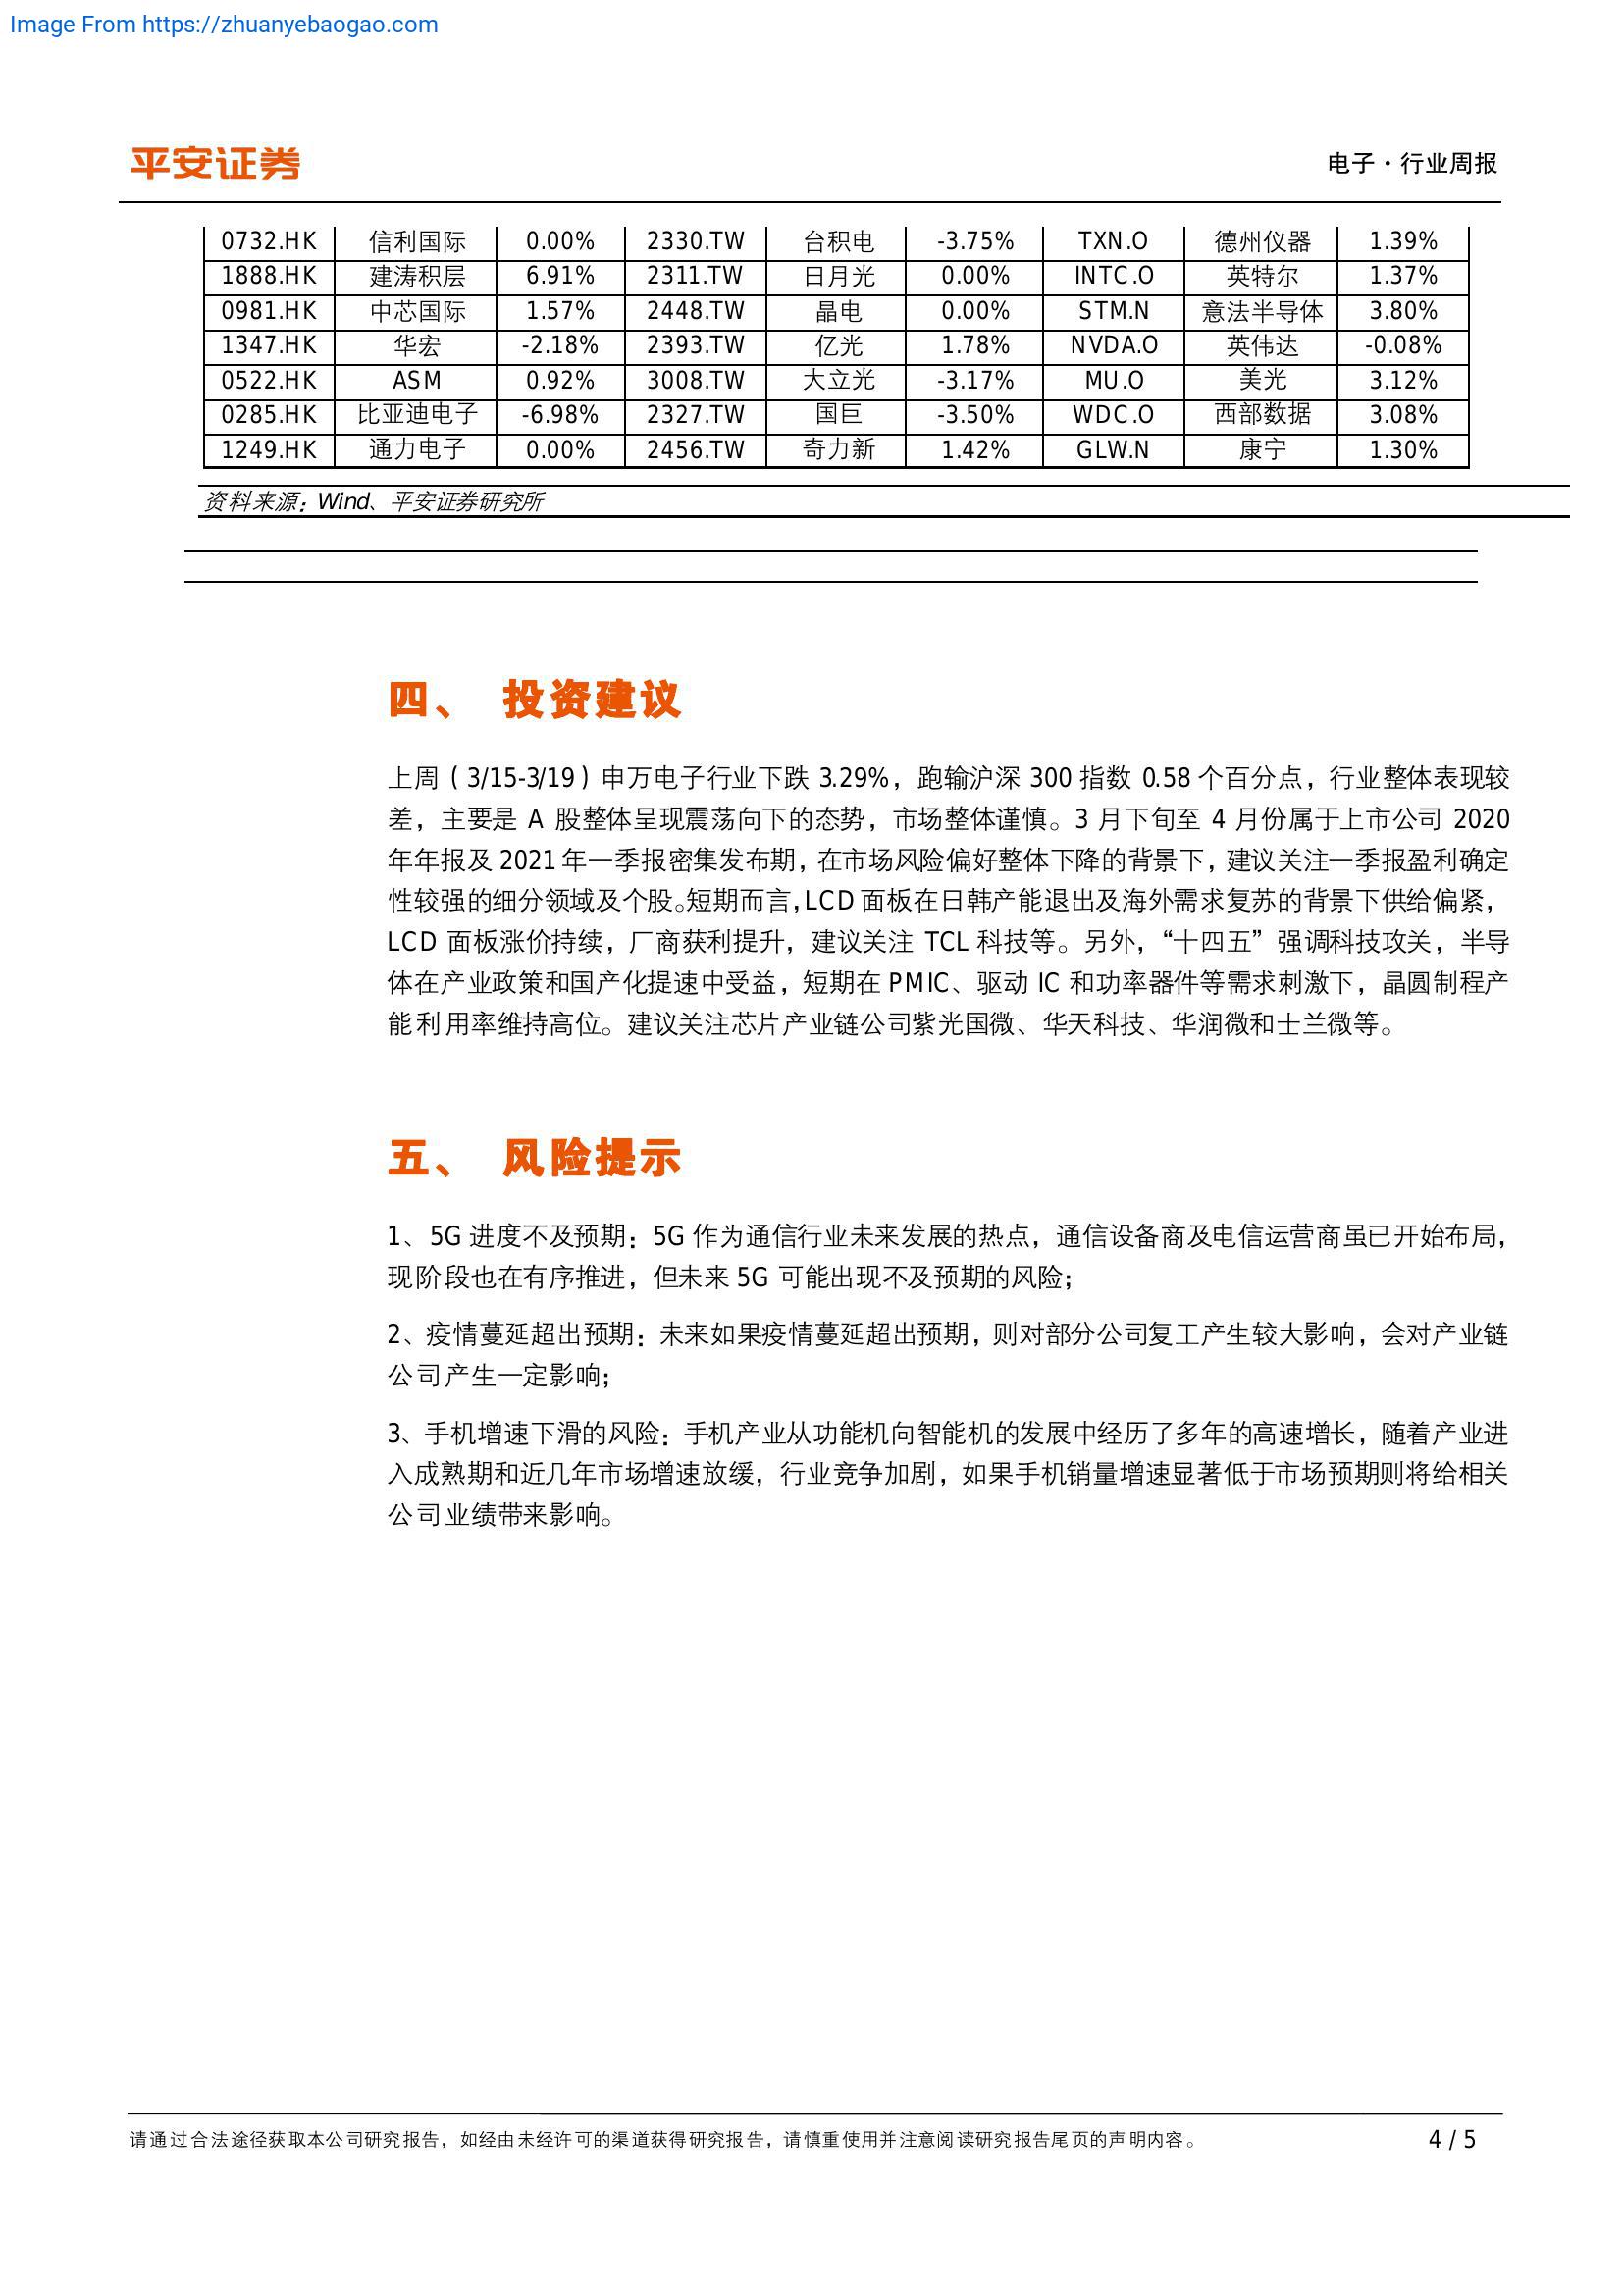 Image From https://zhuanyebaogao.com
平安证券
电子·行业周报
0732.HK 信利国际 0.00% 2330.TW 台积电 -3.75% TXN.O 德州仪器 1.39%
1888.HK 建涛积层 6.91% 2311.TW 日月光 0.00% INTC.O 英特尔 1.37%
0981.HK 中芯国际 1.57% 2448.TW 晶电 0.00% STM.N 意法半导体 3.80%
1347.HK 华宏 -2.18% 2393.TW 亿光 1.78% NVDA.O 英伟达 -0.08%
0522.HK ASM 0.92% 3008.TW 大立光 -3.17% MU.O 美光 3.12%
0285.HK 比亚迪电子 -6.98% 2327.TW 国巨 -3.50% WDC.O 西部数据 3.08%
1249.HK 通力电子 0.00% 2456.TW 奇力新 1.42% GLW.N 康宁 1.30%
资料来源：Wind、平安证券研究所
四、 投资建议
上周（3/15-3/19）申万电子行业下跌 3.29%，跑输沪深 300 指数 0.58 个百分点，行业整体表现较
差，主要是 A 股整体呈现震荡向下的态势，市场整体谨慎。3 月下旬至 4 月份属于上市公司 2020
年年报及 2021 年一季报密集发布期，在市场风险偏好整体下降的背景下，建议关注一季报盈利确定
性较强的细分领域及个股。短期而言，LCD 面板在日韩产能退出及海外需求复苏的背景下供给偏紧，
LCD 面板涨价持续，厂商获利提升，建议关注 TCL 科技等。另外，“十四五”强调科技攻关，半导
体在产业政策和国产化提速中受益，短期在 PMIC、驱动 IC 和功率器件等需求刺激下，晶圆制程产
能利用率维持高位。建议关注芯片产业链公司紫光国微、华天科技、华润微和士兰微等。
五、 风险提示
1、5G 进度不及预期：5G 作为通信行业未来发展的热点，通信设备商及电信运营商虽已开始布局，
现阶段也在有序推进，但未来 5G 可能出现不及预期的风险；
2、疫情蔓延超出预期：未来如果疫情蔓延超出预期，则对部分公司复工产生较大影响，会对产业链
公司产生一定影响；
3、手机增速下滑的风险：手机产业从功能机向智能机的发展中经历了多年的高速增长，随着产业进
入成熟期和近几年市场增速放缓，行业竞争加剧，如果手机销量增速显著低于市场预期则将给相关
公司业绩带来影响。
请通过合法途径获取本公司研究报告，如经由未经许可的渠道获得研究报告，请慎重使用并注意阅读研究报告尾页的声明内容。
4 / 5